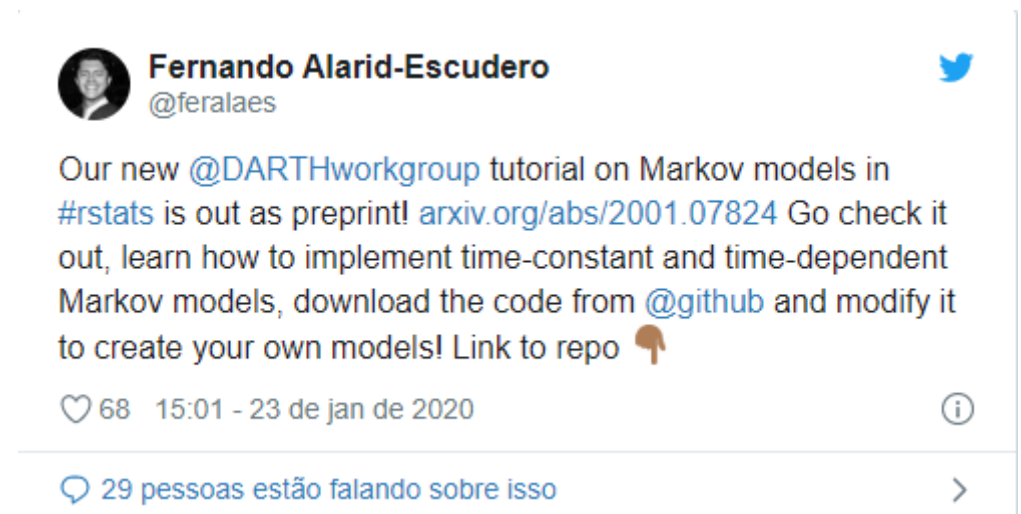 Fernando Alarid-Escudero
@feralaes
Our new @DARTHworkgroup tutorial on Markov models in
#rstats is out as preprint! arxiv.org/abs/2001.07824 Go check it
out, learn how to implement time-constant and time-dependent
Markov models, download the code from @github and modify it
to create your own models! Link to repo 👇🏾
68 15:01 - 23 de jan de 2020
29 pessoas estão falando sobre isso